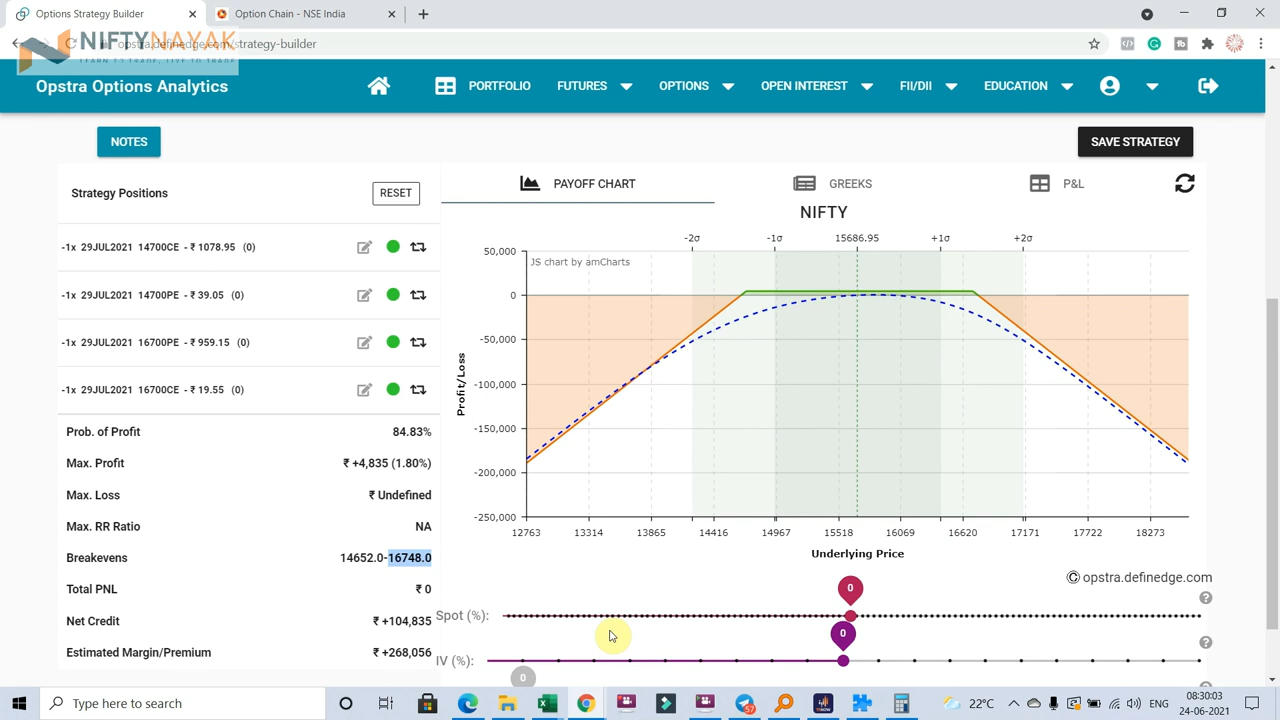 Options Strategy Builder
Option Chain - NSE India
NIFTYNAYAK
LEARN TO TRADE, LIVE TO TRADE
opstra.definedge.com/strategy-builder
Opstra Options Analytics
PORTFOLIO
FUTURES
OPTIONS
OPEN INTEREST
FII/DII
EDUCATION
NOTES
SAVE STRATEGY
Strategy Positions
RESET
PAYOFF CHART
GREEKS
P&L
NIFTY
-1x 29JUL2021 14700CE - ₹ 1078.95 (0)
-1x 29JUL2021 14700PE - ₹ 39.05 (0)
-1x 29JUL2021 16700PE - ₹ 959.15 (0)
-1x 29JUL2021 16700CE - ₹ 19.55 (0)
Prob. of Profit 84.83%
Max. Profit ₹ +4,835 (1.80%)
Max. Loss ₹ Undefined
Max. RR Ratio NA
Breakevens 14652.0-16748.0
Total PNL ₹ 0
Net Credit ₹ +104,835
Estimated Margin/Premium ₹ +268,056
-2σ -1σ 15686.95 +1σ +2σ
JS chart by amCharts
50,000
0
-50,000
-100,000
-150,000
-200,000
-250,000
Profit/Loss
12763 13314 13865 14416 14967 15518 16069 16620 17171 17722 18273
Underlying Price
© opstra.definedge.com
0
Spot (%):
0
IV (%):
0
Type here to search
57
22°C
ENG
08:30:03
24-06-2021